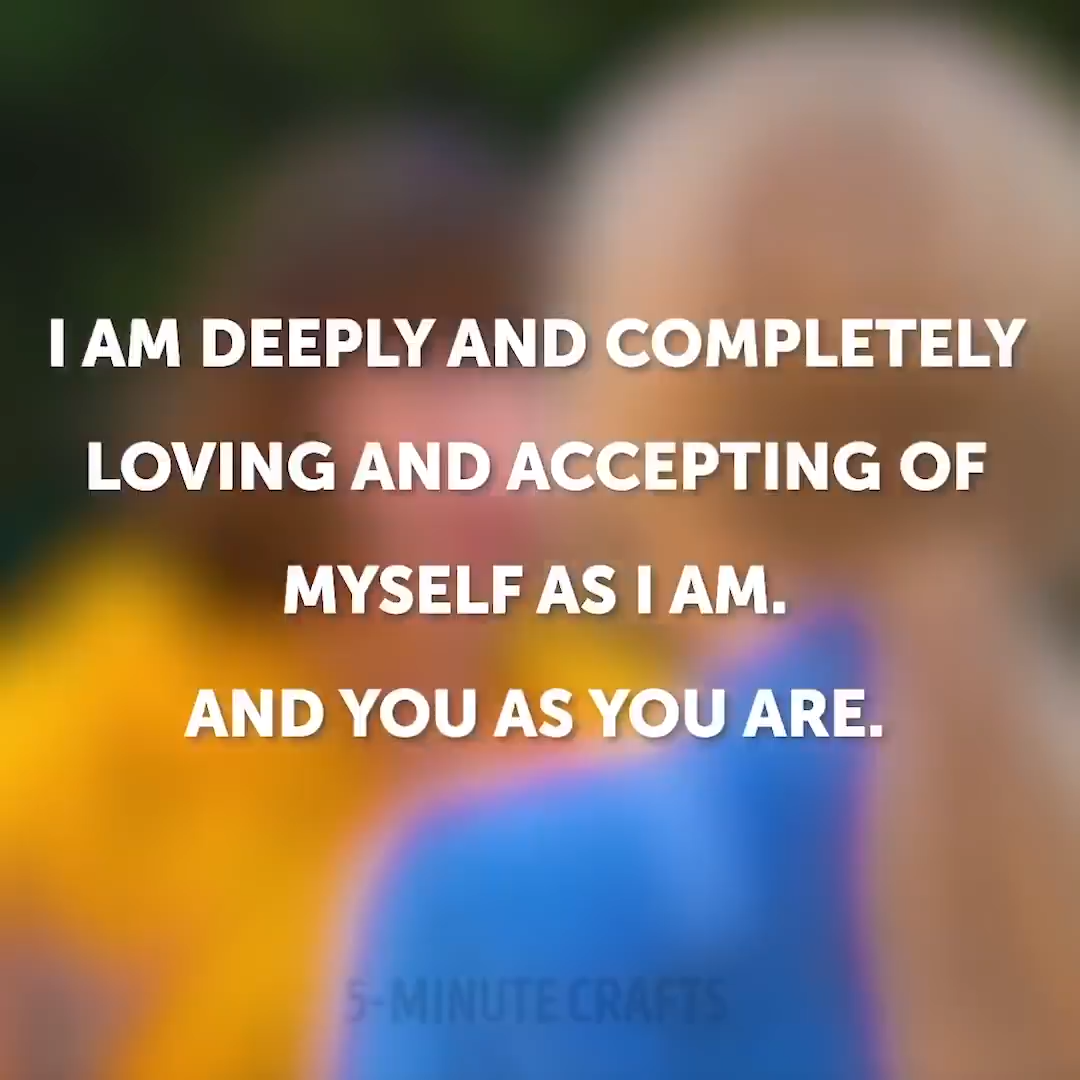 I AM DEEPLY AND COMPLETELY
LOVING AND ACCEPTING OF
MYSELF AS I AM.
AND YOU AS YOU ARE.
5-MINUTE CRAFTS